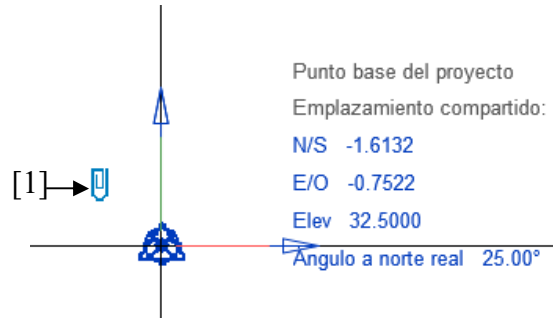 Punto base del proyecto
Emplazamiento compartido:
N/S -1.6132
[1]
E/O -0.7522
Elev 32.5000
Angulo a norte real 25.00°